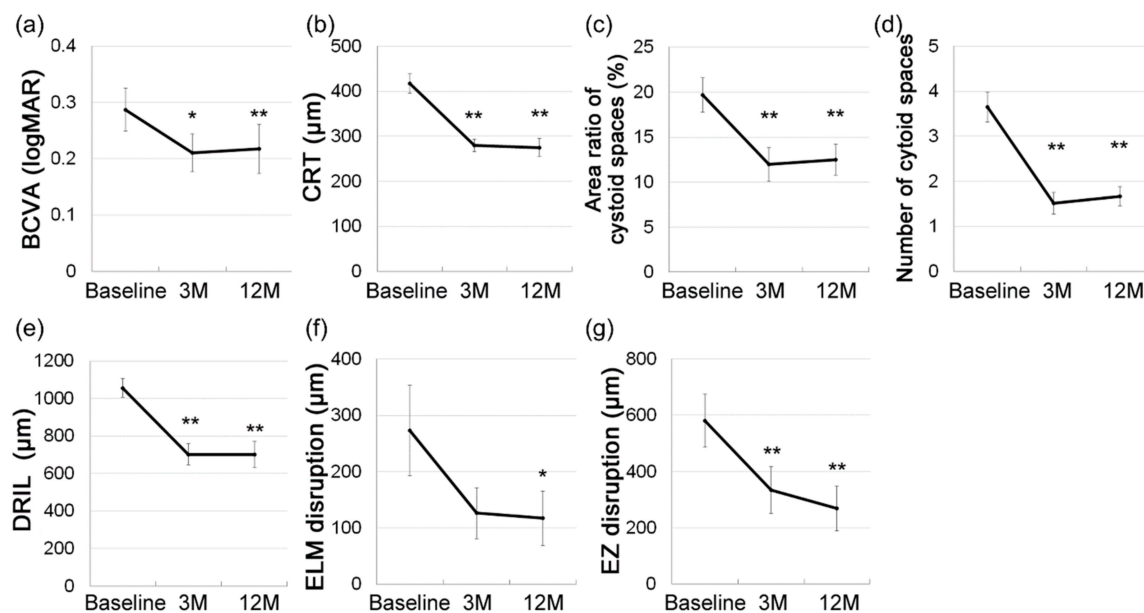 (a)
BCVA (logMAR)
0.4
0.3
0.2
0.1
0
*
**
Baseline 3M 12M
(b)
CRT (μm)
500
400
300
200
100
0
**
**
Baseline 3M 12M
(c)
Area ratio of
cystoid spaces (%)
25
20
15
10
5
0
**
**
Baseline 3M 12M
(d)
Number of cytoid spaces
5
4
3
2
1
0
**
**
Baseline 3M 12M
(e)
DRIL (μm)
1200
1000
800
600
400
200
0
**
**
Baseline 3M 12M
(f)
ELM disruption (μm)
400
300
200
100
0
*
Baseline 3M 12M
(g)
EZ disruption (μm)
800
600
400
200
0
**
**
Baseline 3M 12M